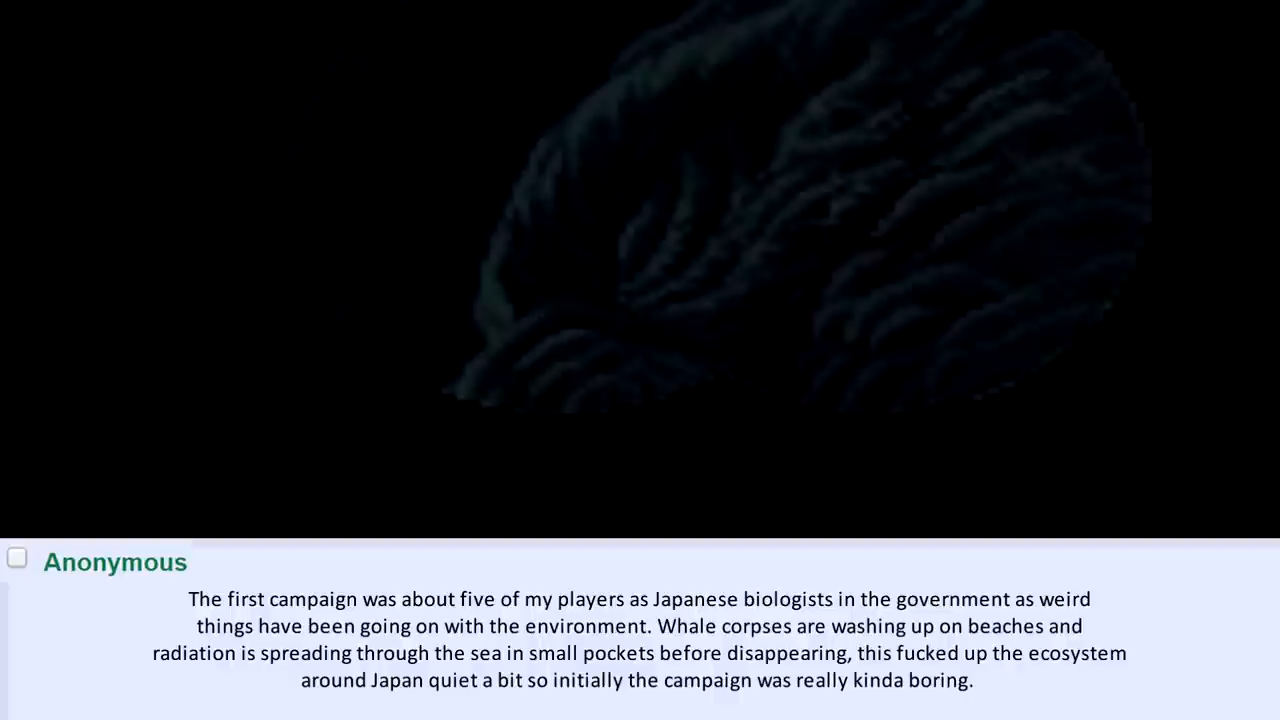 Anonymous
The first campaign was about five of my players as Japanese biologists in the government as weird
things have been going on with the environment. Whale corpses are washing up on beaches and
radiation is spreading through the sea in small pockets before disappearing, this fucked up the ecosystem
around Japan quiet a bit so initially the campaign was really kinda boring.